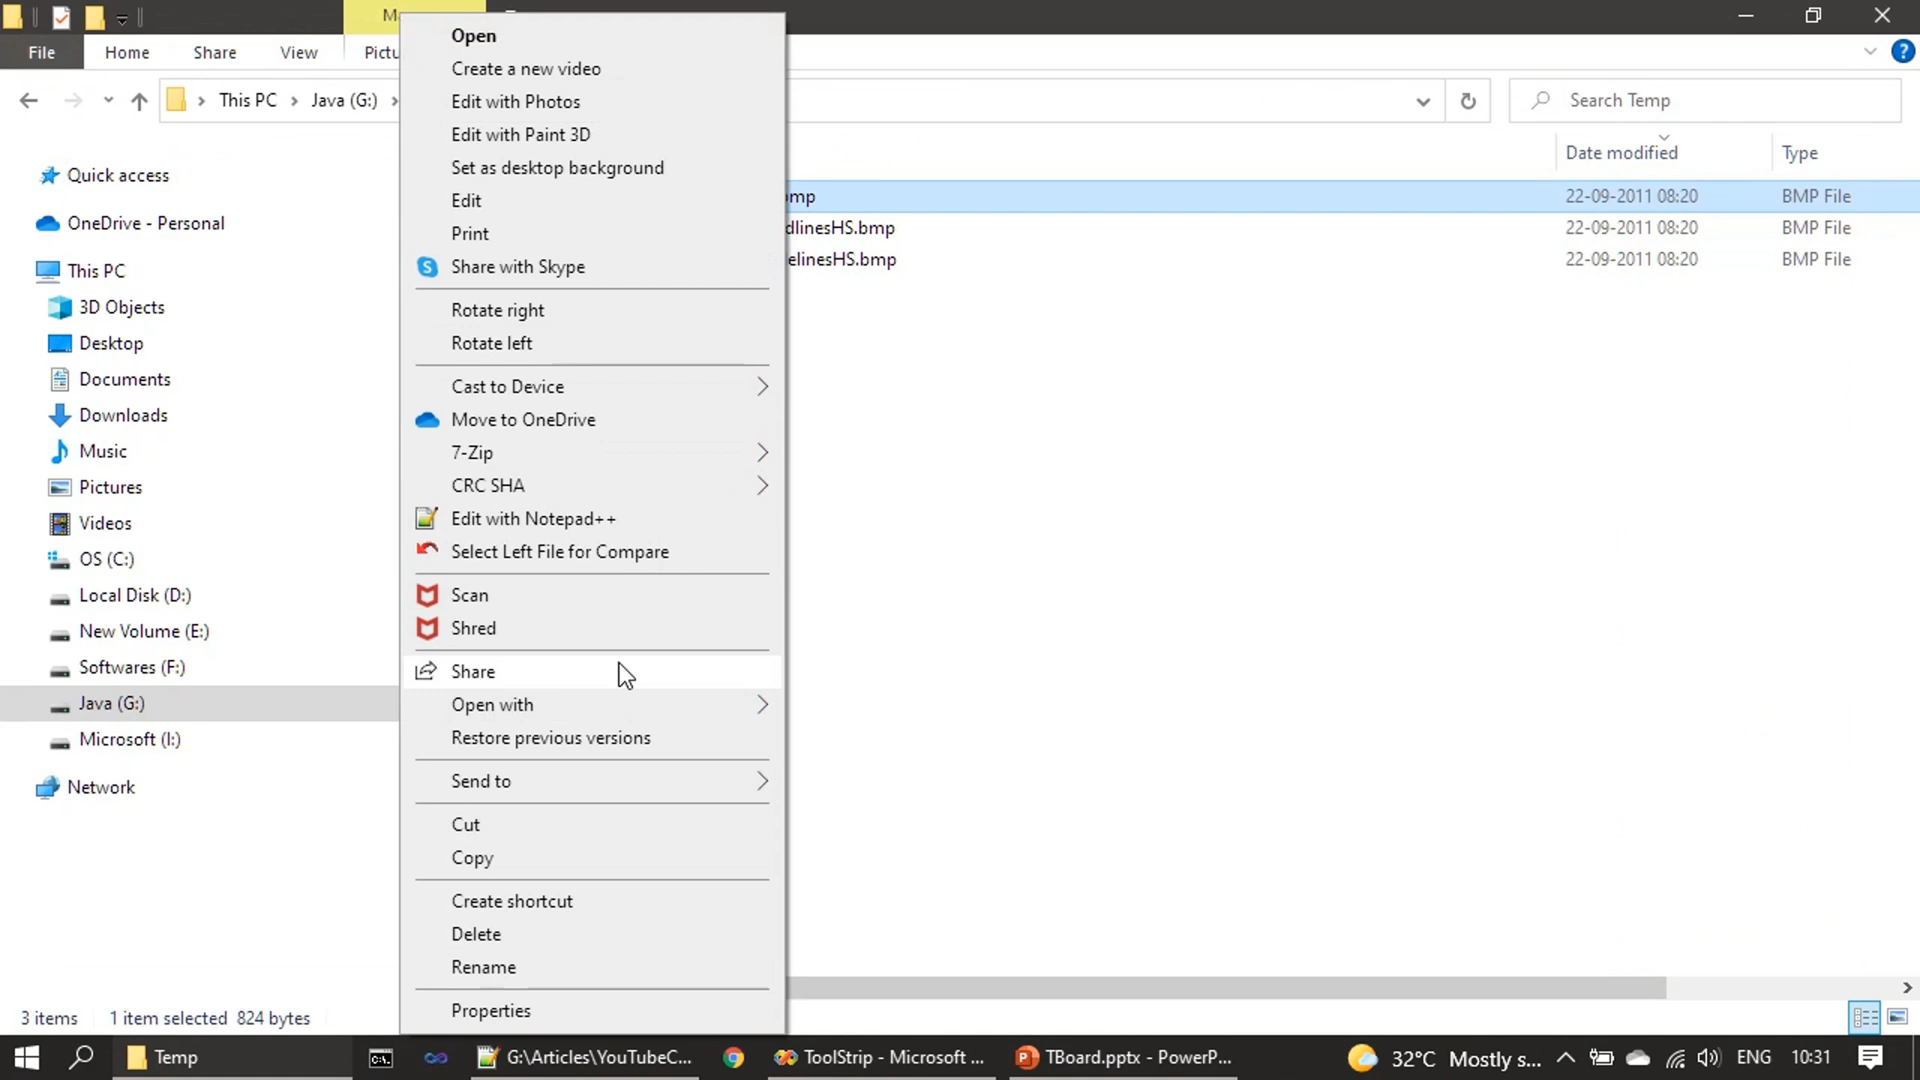 File
Home
Share
View
This PC
Java (G:)
Search Temp
Date modified
Type
Quick access
OneDrive - Personal
This PC
3D Objects
Desktop
Documents
Downloads
Music
Pictures
Videos
OS (C:)
Local Disk (D:)
New Volume (E:)
Softwares (F:)
Java (G:)
Microsoft (I:)
Network
Open
Create a new video
Edit with Photos
Edit with Paint 3D
Set as desktop background
Edit
Print
Share with Skype
Rotate right
Rotate left
Cast to Device
Move to OneDrive
7-Zip
CRC SHA
Edit with Notepad++
Select Left File for Compare
Scan
Shred
Share
Open with
Restore previous versions
Send to
Cut
Copy
Create shortcut
Delete
Rename
Properties
22-09-2011 08:20 BMP File
dlinesHS.bmp 22-09-2011 08:20 BMP File
elinesHS.bmp 22-09-2011 08:20 BMP File
3 items 1 item selected 824 bytes
Temp
G:\Articles\YouTubeC...
ToolStrip - Microsoft ...
TBoard.pptx - PowerP...
32°C Mostly s...
ENG
10:31